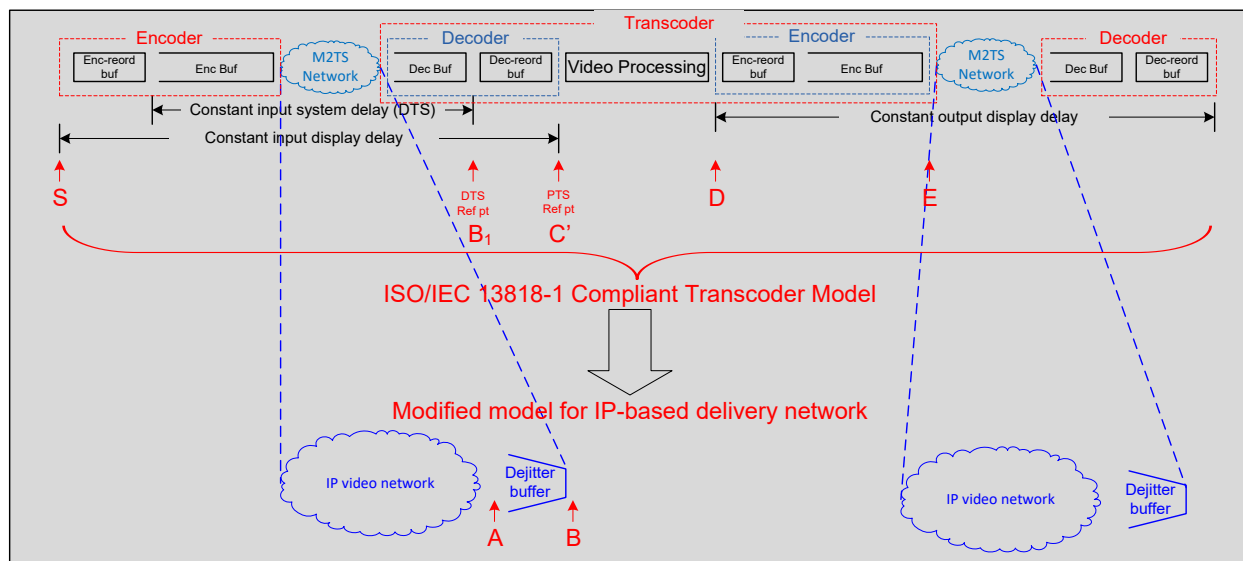 Transcoder
Encoder
M2TS
Network
Decoder
Encoder
M2TS
Network
Decoder
Enc-reord
buf
Enc Buf
Dec Buf
Dec-reord
buf
Video Processing
Enc-reord
buf
Enc Buf
Dec Buf
Dec-reord
buf
Constant input system delay (DTS)
Constant output display delay
Constant input display delay
S
DTS
Ref pt
B₁
PTS
Ref pt
C’
D
E
ISO/IEC 13818-1 Compliant Transcoder Model
Modified model for IP-based delivery network
IP video network
Dejitter
buffer
A
B
IP video network
Dejitter
buffer